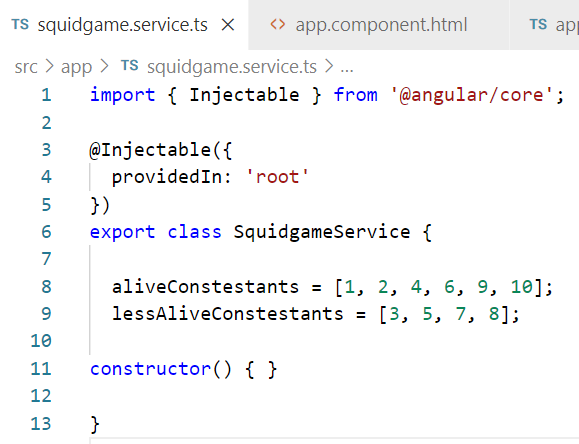 TS squidgame.service.ts × <> app.component.html TS
src > app > TS squidgame.service.ts > ...
1 import { Injectable } from '@angular/core';
2
3 @Injectable({
4 providedIn: 'root'
5 })
6 export class SquidgameService {
7
8 aliveConstestants = [1, 2, 4, 6, 9, 10];
9 lessAliveConstestants = [3, 5, 7, 8];
10
11 constructor() { }
12
13 }